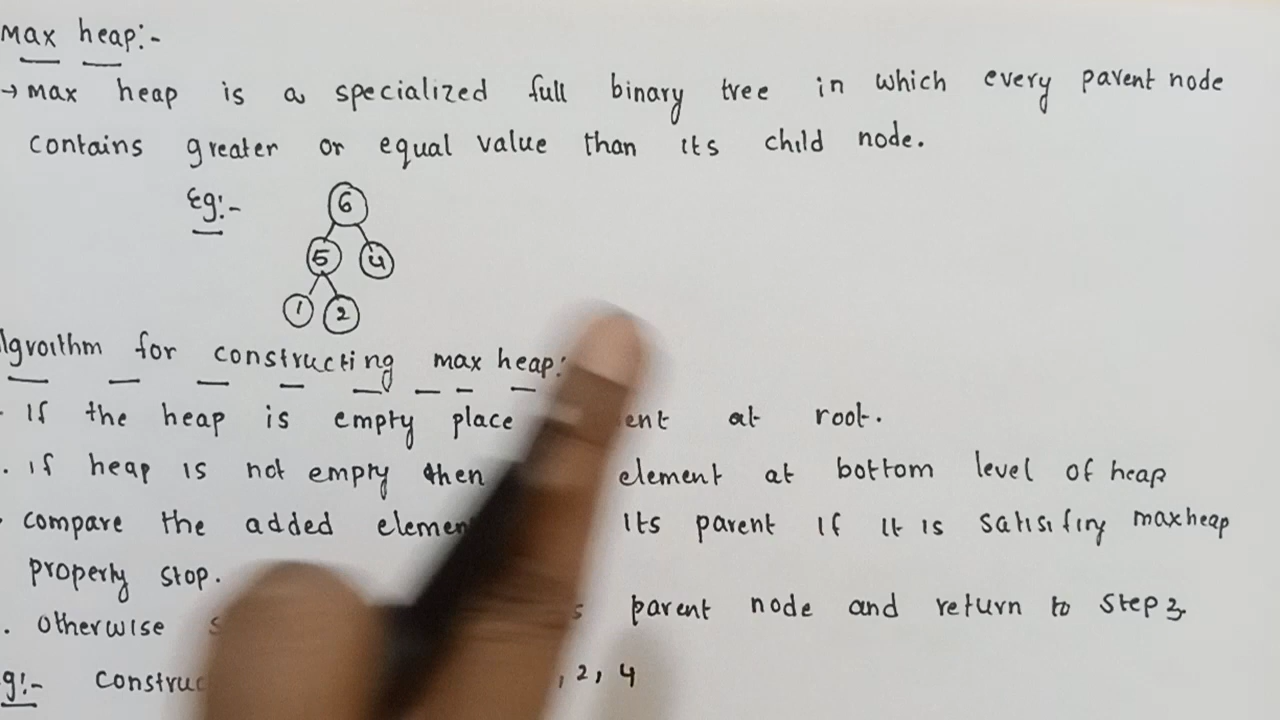 max heap:-
→ max heap is a specialized full binary tree in which every parent node
contains greater or equal value than its child node.
Eg:-
6
5 4
1 2
lgroithm for constructing max heap:
If the heap is empty place ent at root.
. if heap is not empty then element at bottom level of heap
compare the added elemen its parent if it is satisifiny maxheap
property stop.
. otherwise s s parent node and return to step 3.
g:- construc , 2, 4